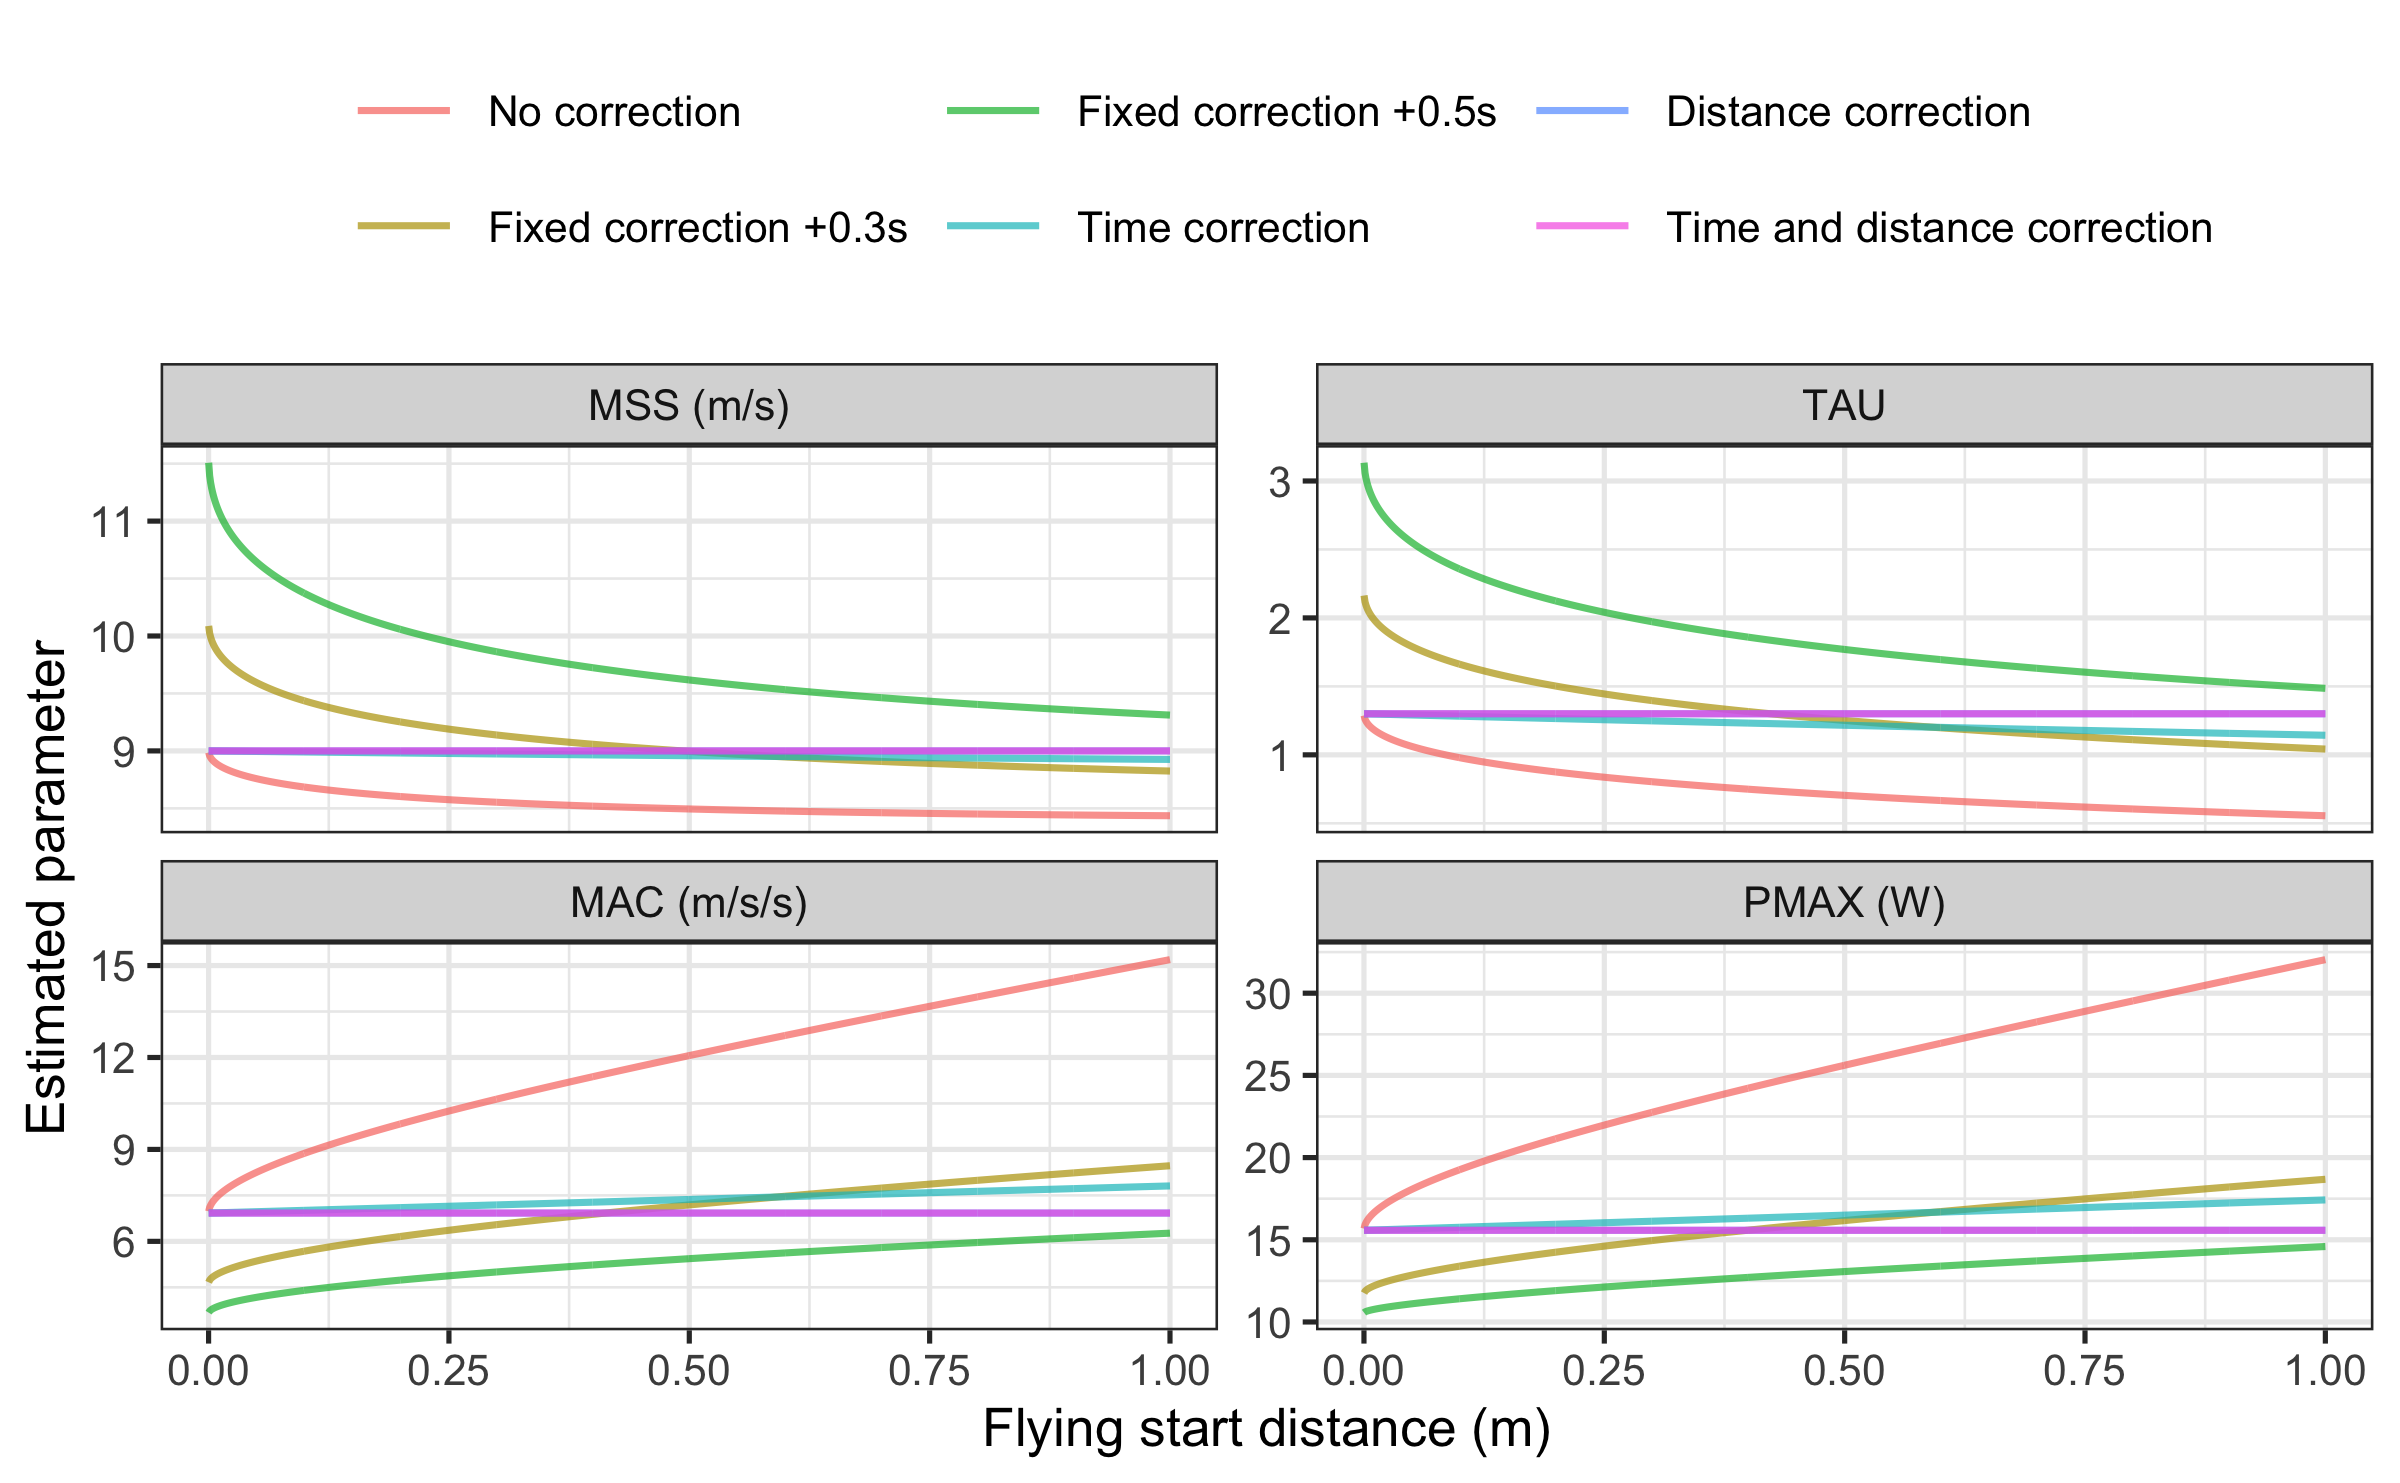 No correction
Fixed correction +0.5s
Distance correction
Fixed correction +0.3s
Time correction
Time and distance correction
Estimated parameter
MSS (m/s)
11
10
9
TAU
3
2
1
MAC (m/s/s)
15
12
9
6
PMAX (W)
30
25
20
15
10
0.00 0.25 0.50 0.75 1.00
0.00 0.25 0.50 0.75 1.00
Flying start distance (m)